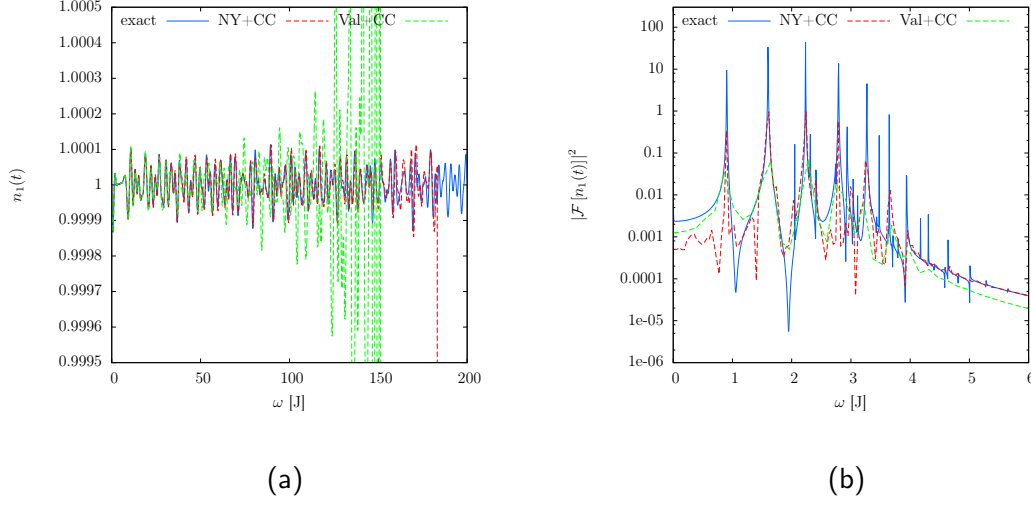 exact NY+CC Val+CC
1.0005
1.0004
1.0003
1.0002
1.0001
1
0.9999
0.9998
0.9997
0.9996
0.9995
n₁(t)
0 50 100 150 200
ω [J]
(a)
exact NY+CC Val+CC
100
10
1
0.1
0.01
0.001
0.0001
1e-05
1e-06
|𝓕 [n₁(t)]|²
0 1 2 3 4 5 6
ω [J]
(b)